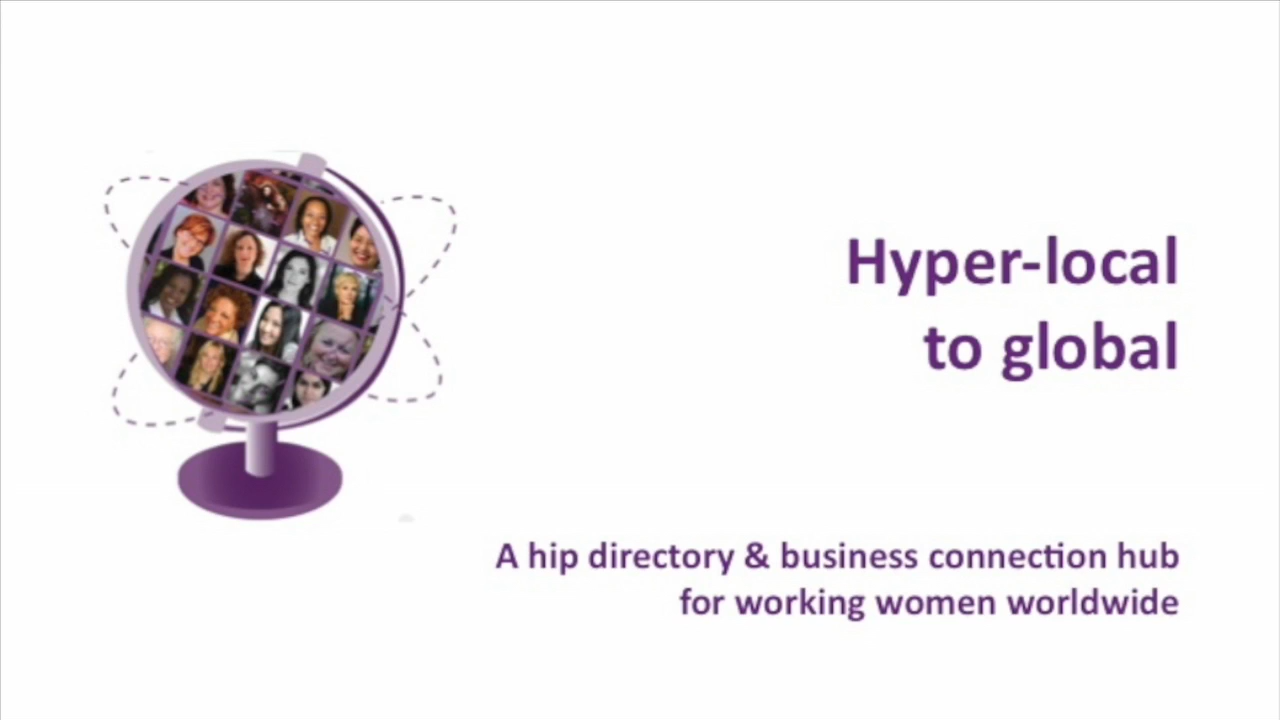 Hyper-local
to global
A hip directory & business connection hub
for working women worldwide